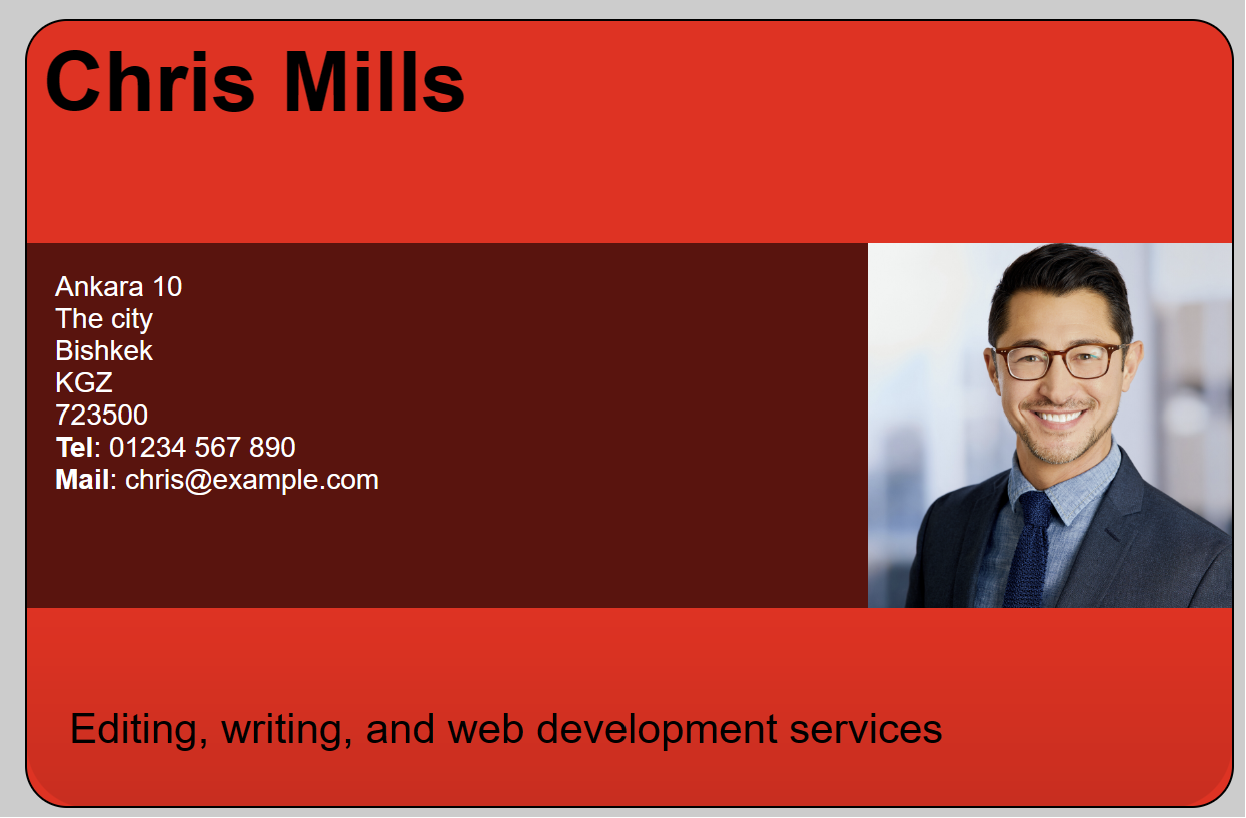 Chris Mills
Ankara 10
The city
Bishkek
KGZ
723500
Tel: 01234 567 890
Mail: chris@example.com
Editing, writing, and web development services